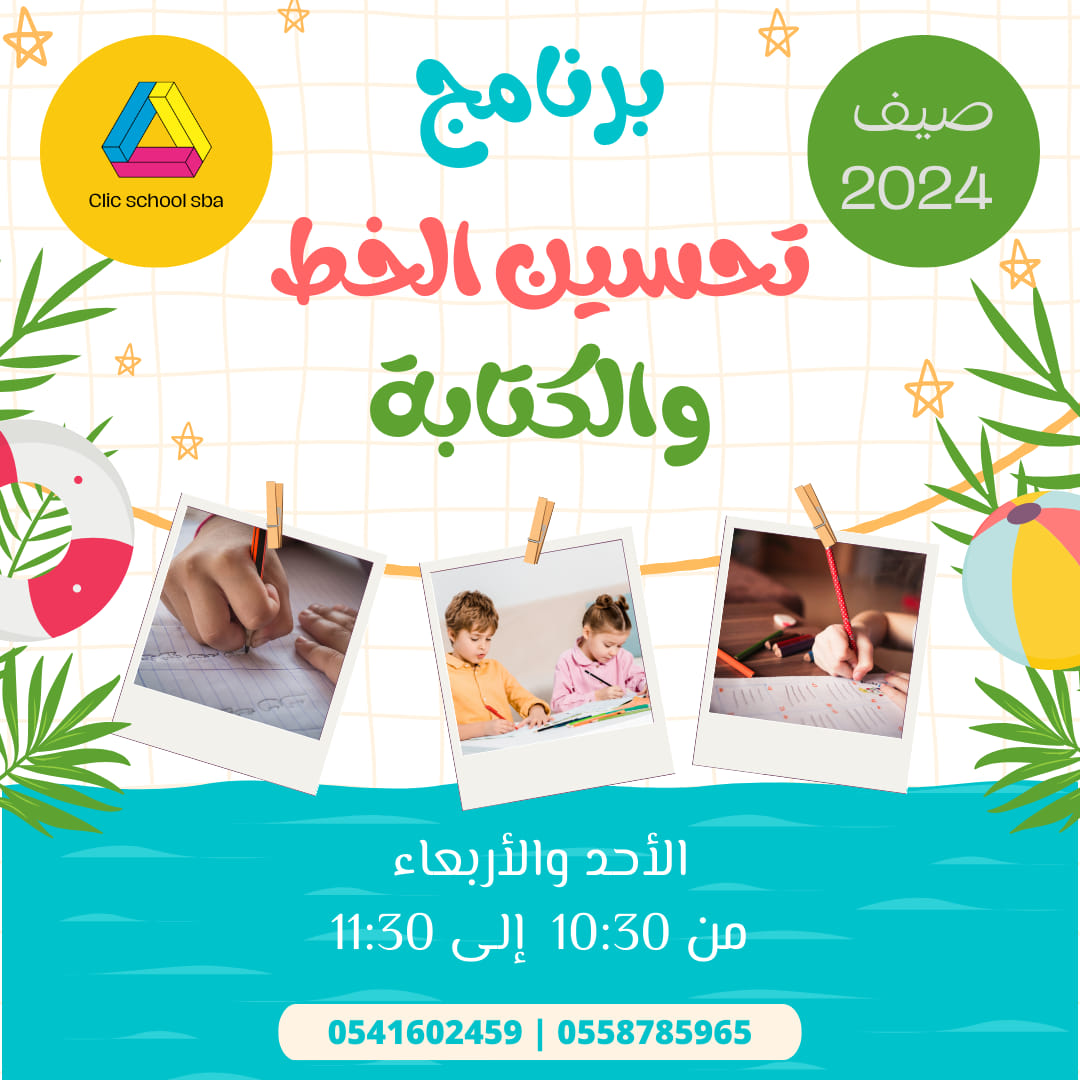 برنامج
صيف
2024
Clic school sba
تحسين الخط
والكتابة
الأحد والأربعاء
من 10:30 إلى 11:30
0541602459 | 0558785965